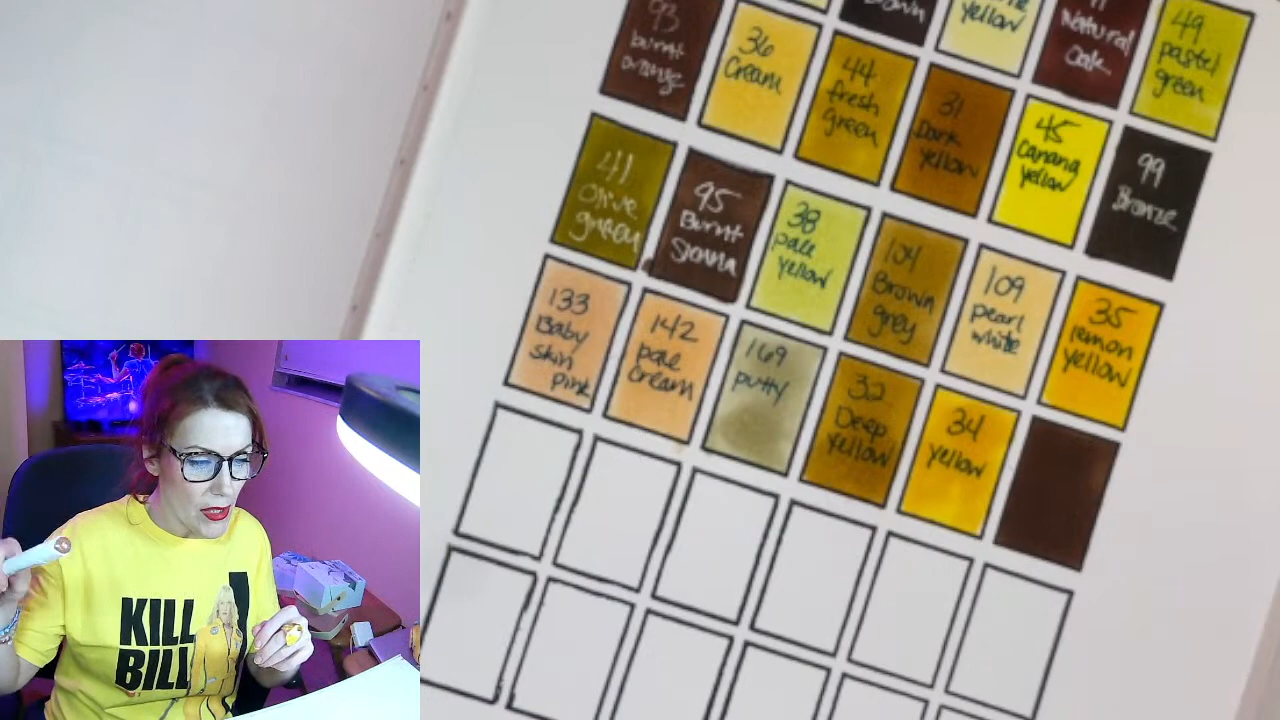 93
burnt
orange
36
Cream
44
fresh
green
31
Dark
yellow
yellow
45
Canary
yellow
Natural
Oak
99
Bronze
49
pastel
green
41
Olive
green
95
Burnt
Sienna
38
pale
yellow
104
Brown
grey
109
pearl
white
35
lemon
yellow
133
Baby
skin
pink
142
pale
cream
169
putty
32
Deep
yellow
34
yellow
KILL
BILL